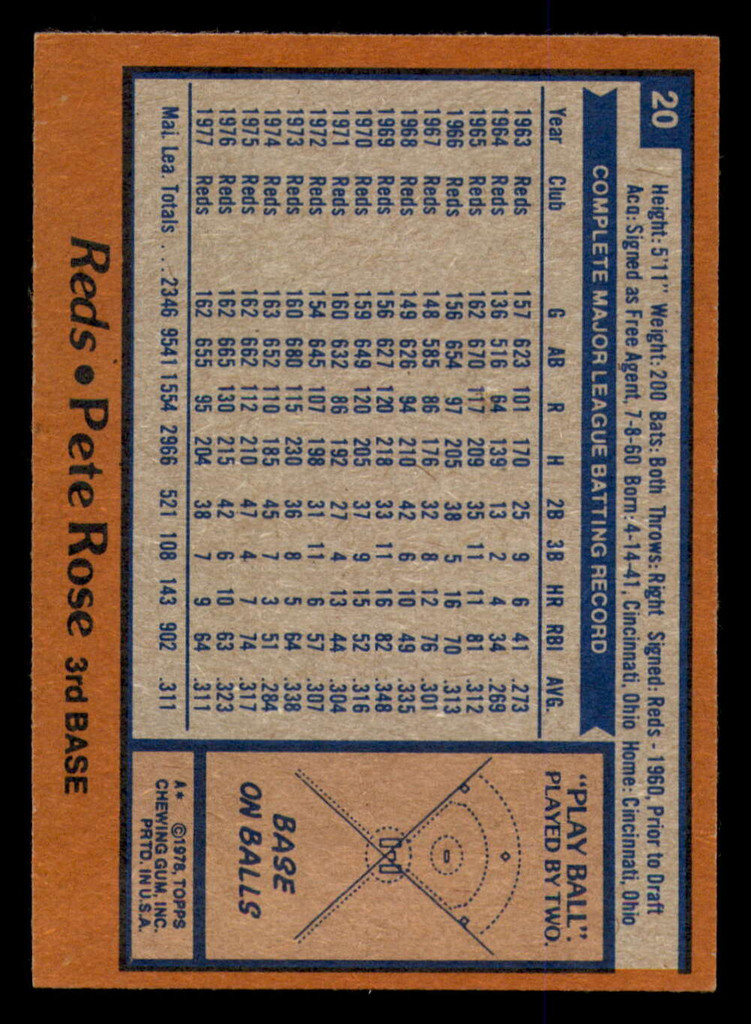 20
Height: 5'11" Weight: 200 Bats: Both Throws: Right Signed: Reds - 1960, Prior to Draft
Acq: Signed as Free Agent, 7-8-60 Born: 4-14-41, Cincinnati, Ohio Home: Cincinnati, Ohio
COMPLETE MAJOR LEAGUE BATTING RECORD
Year Club G AB R H 2B 3B HR RBI AVG.
1963 Reds 157 623 101 170 25 9 6 41 .273
1964 Reds 136 516 64 139 13 2 4 34 .269
1965 Reds 162 670 117 209 35 11 11 81 .312
1966 Reds 156 654 97 205 38 5 16 70 .313
1967 Reds 148 585 86 176 32 8 12 76 .301
1968 Reds 149 626 94 210 42 6 10 49 .335
1969 Reds 156 627 120 218 33 11 16 82 .348
1970 Reds 159 649 120 205 37 9 15 52 .316
1971 Reds 160 632 86 192 27 4 13 44 .304
1972 Reds 154 645 107 198 31 11 6 57 .307
1973 Reds 160 680 115 230 36 8 5 64 .338
1974 Reds 163 652 110 185 45 7 3 51 .284
1975 Reds 162 662 112 210 47 4 7 74 .317
1976 Reds 162 665 130 215 42 6 10 63 .323
1977 Reds 162 655 95 204 38 7 9 64 .311
Maj. Lea. Totals . . . 2346 9541 1554 2966 521 108 143 902 .311
"PLAY BALL".
PLAYED BY TWO.
BASE
ON BALLS
A* ©1978, TOPPS
CHEWING GUM, INC.
PRTD. IN U.S.A.
Reds • Pete Rose 3rd BASE